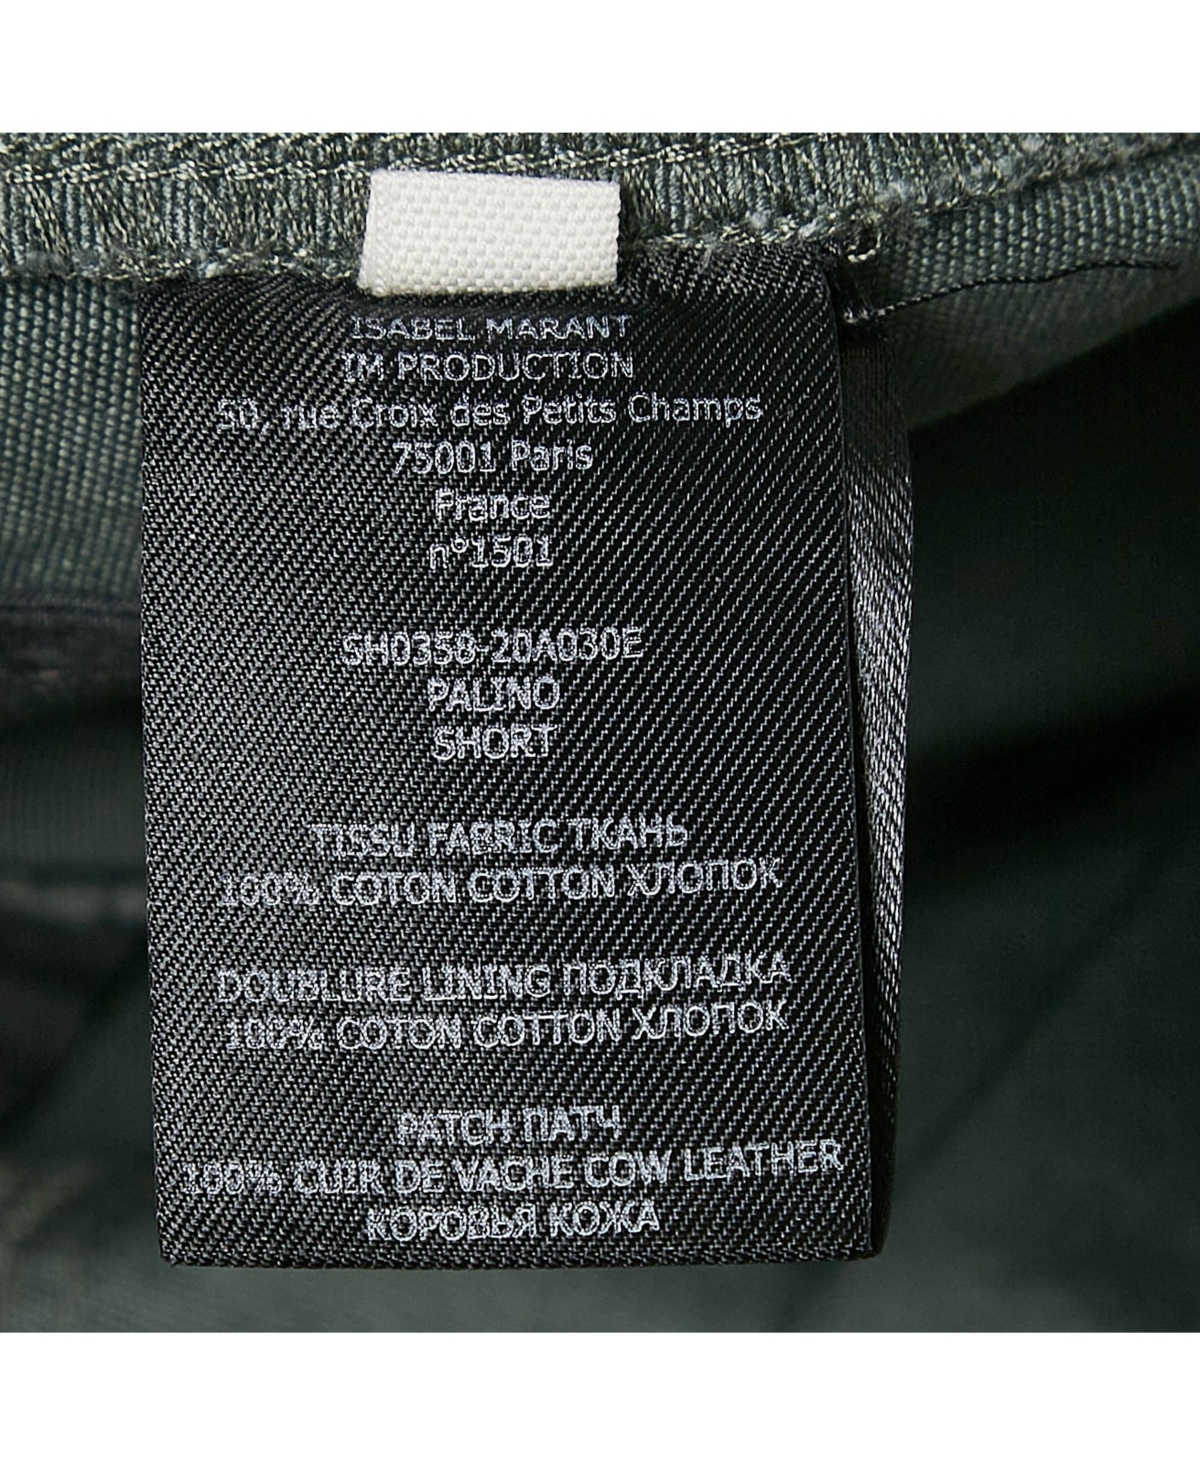 ISABEL MARANT
IM PRODUCTION
50, rue Croix des Petits Champs
75001 Paris
France
n°1501
SH0358-20A030E
PALINO
SHORT
TISSU FABRIC ТКАНЬ
100% COTON COTTON ХЛОПОК
DOUBLURE LINING ПОДКЛАДКА
100% COTON COTTON ХЛОПОК
PATCH ПАТЧ
100% CUIR DE VACHE COW LEATHER
КОРОВЬЯ КОЖА